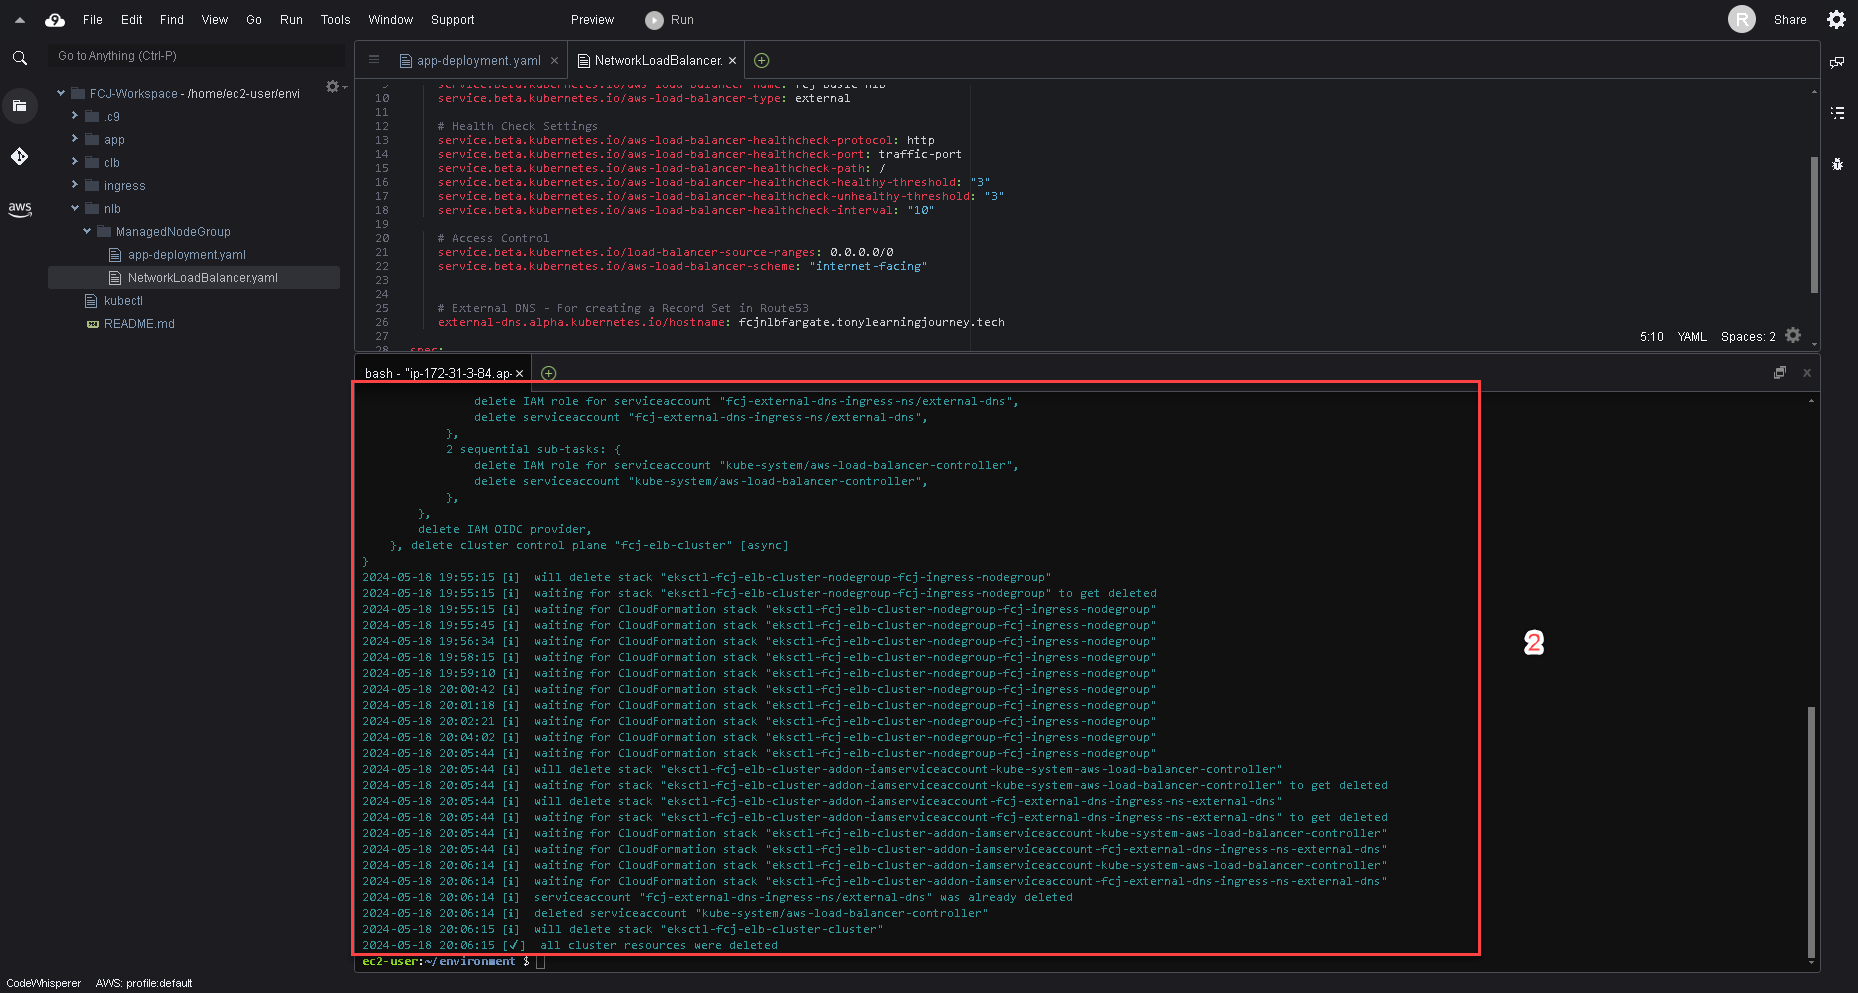 File Edit Find View Go Run Tools Window Support Preview Run R Share
Go to Anything (Ctrl-P)
FCJ-Workspace - /home/ec2-user/envi
.c9
app
clb
ingress
nlb
ManagedNodeGroup
app-deployment.yaml
NetworkLoadBalancer.yaml
kubectl
README.md
aws
app-deployment.yaml × NetworkLoadBalancer. ×
9 service.beta.kubernetes.io/aws-load-balancer-name: fcj-basic-nlb
10 service.beta.kubernetes.io/aws-load-balancer-type: external
11
12 # Health Check Settings
13 service.beta.kubernetes.io/aws-load-balancer-healthcheck-protocol: http
14 service.beta.kubernetes.io/aws-load-balancer-healthcheck-port: traffic-port
15 service.beta.kubernetes.io/aws-load-balancer-healthcheck-path: /
16 service.beta.kubernetes.io/aws-load-balancer-healthcheck-healthy-threshold: "3"
17 service.beta.kubernetes.io/aws-load-balancer-healthcheck-unhealthy-threshold: "3"
18 service.beta.kubernetes.io/aws-load-balancer-healthcheck-interval: "10"
19
20 # Access Control
21 service.beta.kubernetes.io/load-balancer-source-ranges: 0.0.0.0/0
22 service.beta.kubernetes.io/aws-load-balancer-scheme: "internet-facing"
23
24
25 # External DNS - For creating a Record Set in Route53
26 external-dns.alpha.kubernetes.io/hostname: fcjnlbfargate.tonylearningjourney.tech
27
28 spec:
5:10 YAML Spaces: 2
bash - "ip-172-31-3-84.ap- ×
delete IAM role for serviceaccount "fcj-external-dns-ingress-ns/external-dns",
delete serviceaccount "fcj-external-dns-ingress-ns/external-dns",
},
2 sequential sub-tasks: {
delete IAM role for serviceaccount "kube-system/aws-load-balancer-controller",
delete serviceaccount "kube-system/aws-load-balancer-controller",
},
},
delete IAM OIDC provider,
}, delete cluster control plane "fcj-elb-cluster" [async]
}
2024-05-18 19:55:15 [i] will delete stack "eksctl-fcj-elb-cluster-nodegroup-fcj-ingress-nodegroup"
2024-05-18 19:55:15 [i] waiting for stack "eksctl-fcj-elb-cluster-nodegroup-fcj-ingress-nodegroup" to get deleted
2024-05-18 19:55:15 [i] waiting for CloudFormation stack "eksctl-fcj-elb-cluster-nodegroup-fcj-ingress-nodegroup"
2024-05-18 19:55:45 [i] waiting for CloudFormation stack "eksctl-fcj-elb-cluster-nodegroup-fcj-ingress-nodegroup"
2024-05-18 19:56:34 [i] waiting for CloudFormation stack "eksctl-fcj-elb-cluster-nodegroup-fcj-ingress-nodegroup"
2024-05-18 19:58:15 [i] waiting for CloudFormation stack "eksctl-fcj-elb-cluster-nodegroup-fcj-ingress-nodegroup"
2024-05-18 19:59:10 [i] waiting for CloudFormation stack "eksctl-fcj-elb-cluster-nodegroup-fcj-ingress-nodegroup"
2024-05-18 20:00:42 [i] waiting for CloudFormation stack "eksctl-fcj-elb-cluster-nodegroup-fcj-ingress-nodegroup"
2024-05-18 20:01:18 [i] waiting for CloudFormation stack "eksctl-fcj-elb-cluster-nodegroup-fcj-ingress-nodegroup"
2024-05-18 20:02:21 [i] waiting for CloudFormation stack "eksctl-fcj-elb-cluster-nodegroup-fcj-ingress-nodegroup"
2024-05-18 20:04:02 [i] waiting for CloudFormation stack "eksctl-fcj-elb-cluster-nodegroup-fcj-ingress-nodegroup"
2024-05-18 20:05:44 [i] waiting for CloudFormation stack "eksctl-fcj-elb-cluster-nodegroup-fcj-ingress-nodegroup"
2024-05-18 20:05:44 [i] will delete stack "eksctl-fcj-elb-cluster-addon-iamserviceaccount-kube-system-aws-load-balancer-controller"
2024-05-18 20:05:44 [i] waiting for stack "eksctl-fcj-elb-cluster-addon-iamserviceaccount-kube-system-aws-load-balancer-controller" to get deleted
2024-05-18 20:05:44 [i] will delete stack "eksctl-fcj-elb-cluster-addon-iamserviceaccount-fcj-external-dns-ingress-ns-external-dns"
2024-05-18 20:05:44 [i] waiting for stack "eksctl-fcj-elb-cluster-addon-iamserviceaccount-fcj-external-dns-ingress-ns-external-dns" to get deleted
2024-05-18 20:05:44 [i] waiting for CloudFormation stack "eksctl-fcj-elb-cluster-addon-iamserviceaccount-kube-system-aws-load-balancer-controller"
2024-05-18 20:05:44 [i] waiting for CloudFormation stack "eksctl-fcj-elb-cluster-addon-iamserviceaccount-fcj-external-dns-ingress-ns-external-dns"
2024-05-18 20:06:14 [i] waiting for CloudFormation stack "eksctl-fcj-elb-cluster-addon-iamserviceaccount-kube-system-aws-load-balancer-controller"
2024-05-18 20:06:14 [i] waiting for CloudFormation stack "eksctl-fcj-elb-cluster-addon-iamserviceaccount-fcj-external-dns-ingress-ns-external-dns"
2024-05-18 20:06:14 [i] serviceaccount "fcj-external-dns-ingress-ns/external-dns" was already deleted
2024-05-18 20:06:14 [i] deleted serviceaccount "kube-system/aws-load-balancer-controller"
2024-05-18 20:06:15 [i] will delete stack "eksctl-fcj-elb-cluster-cluster"
2024-05-18 20:06:15 [✓] all cluster resources were deleted
ec2-user:~/environment $
2
CodeWhisperer AWS: profile:default